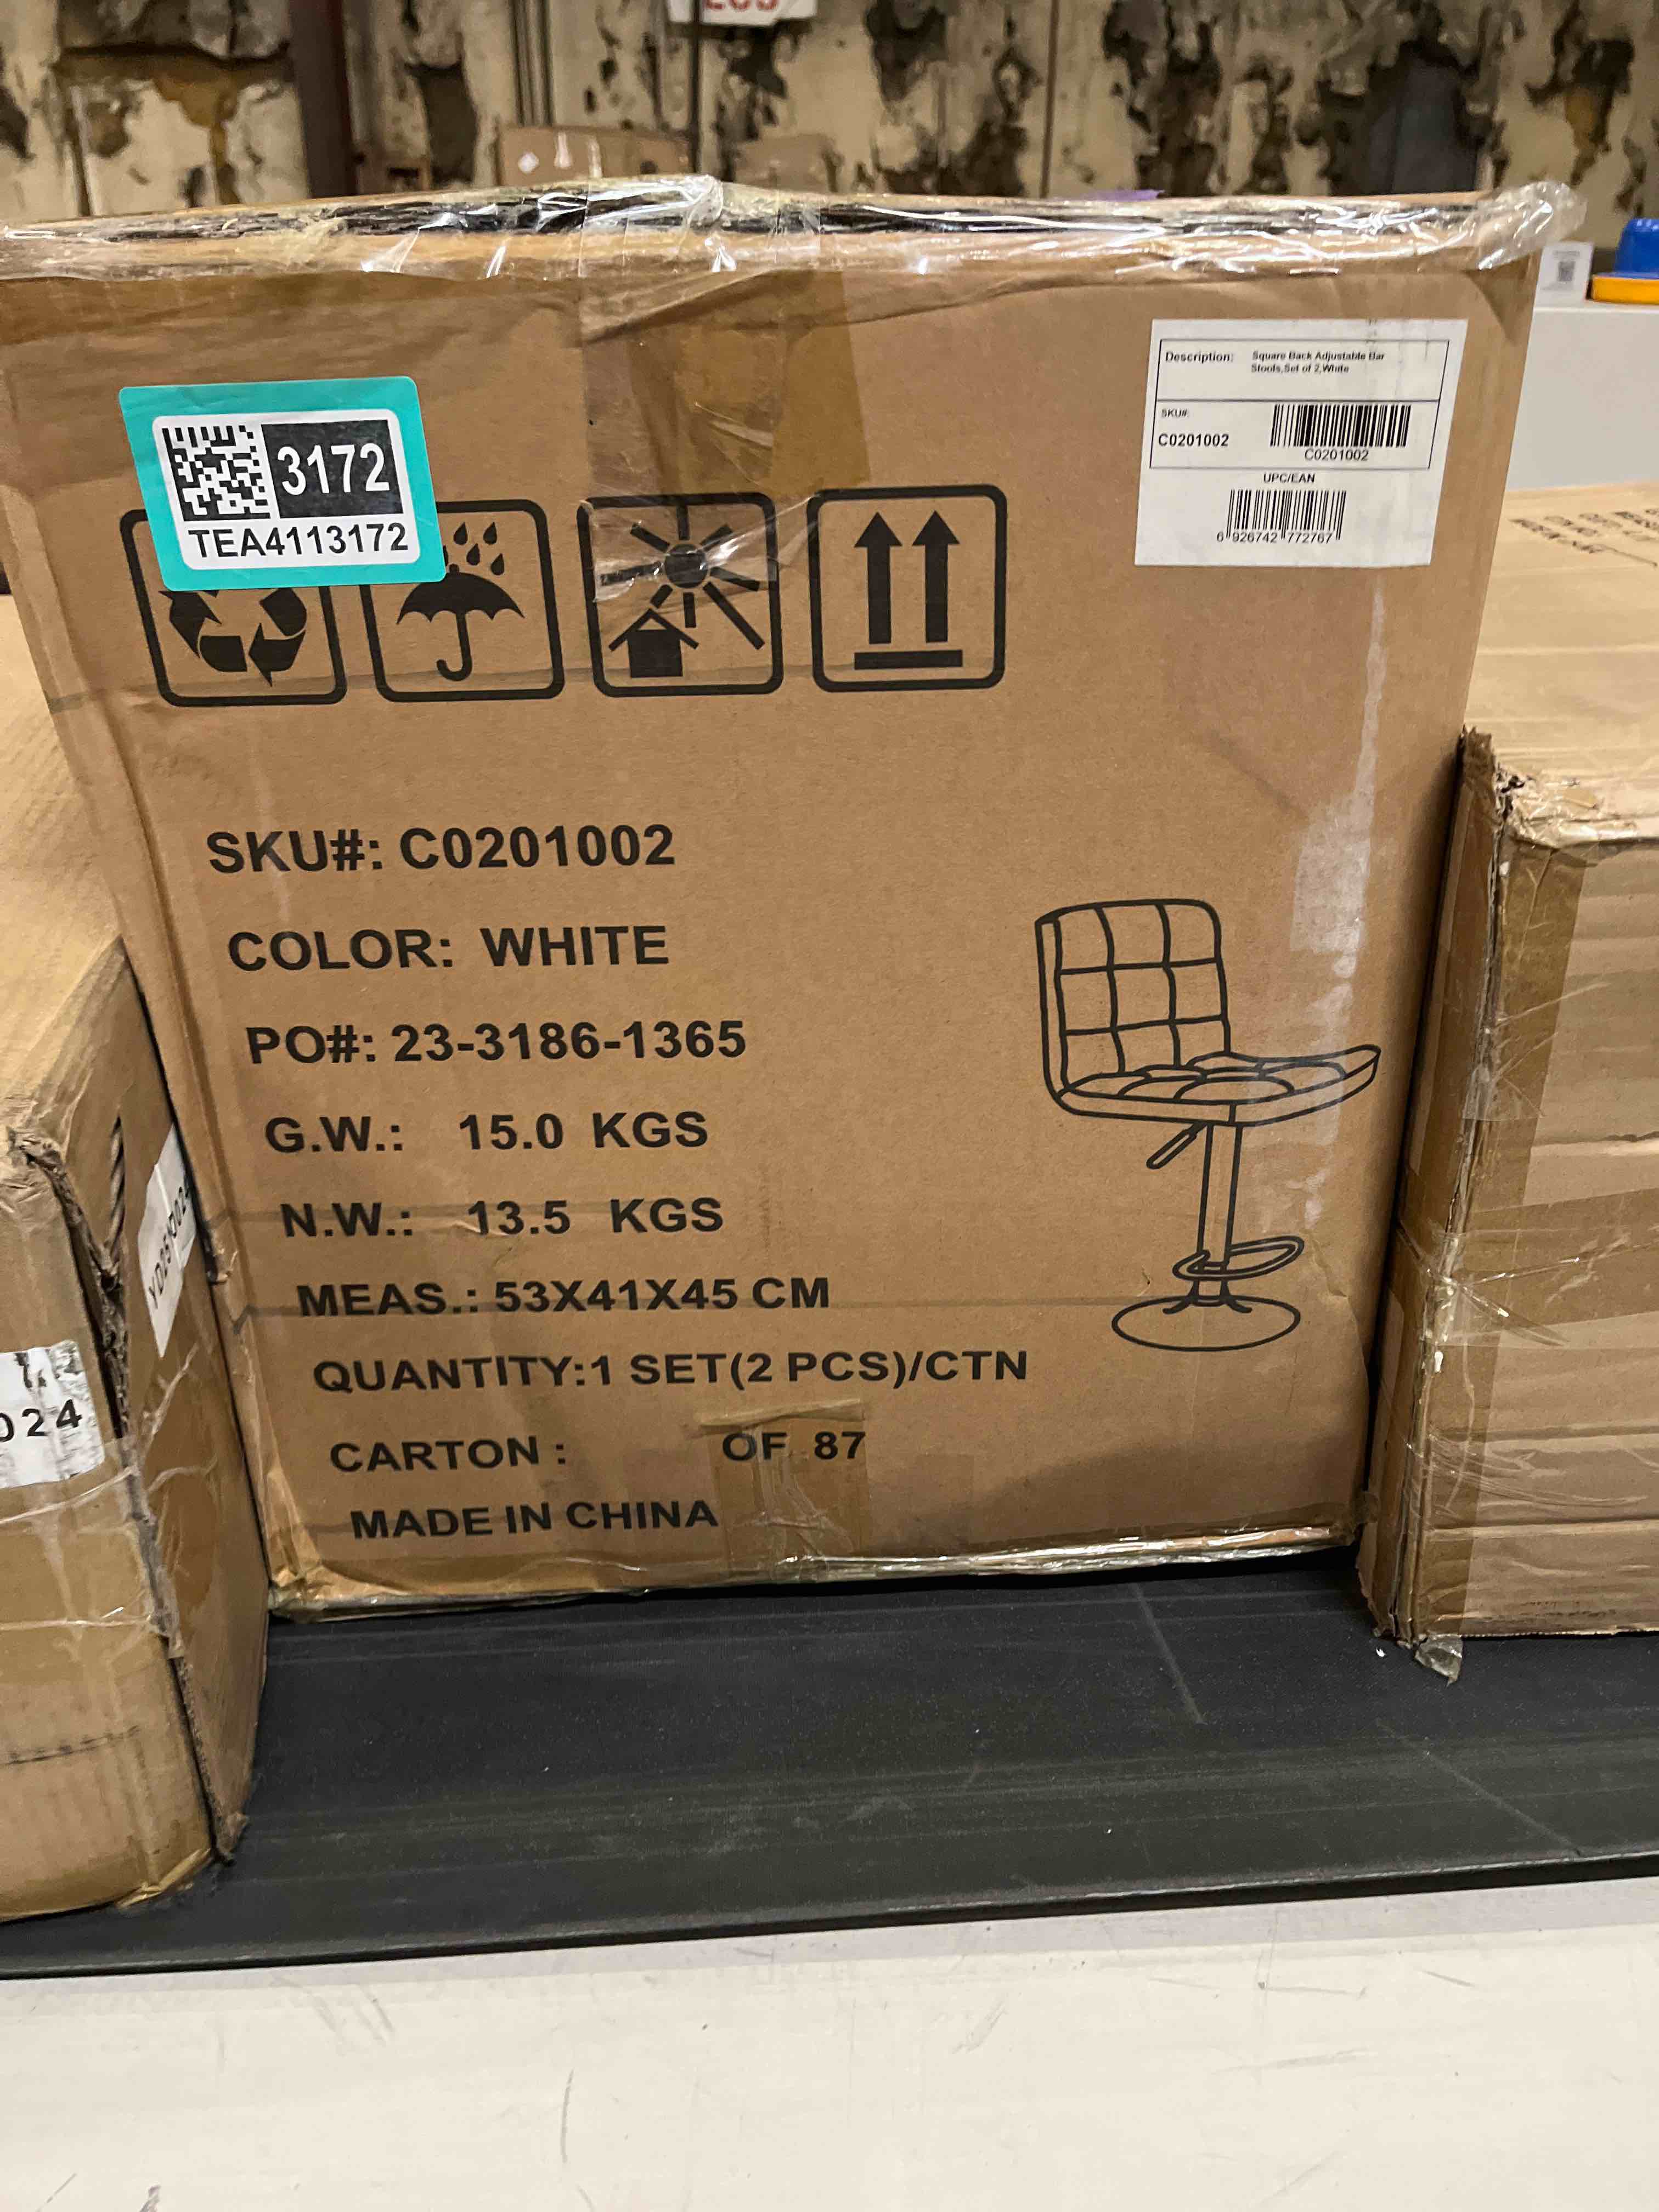 3172
TEA4113172
Description: Square Back Adjustable Bar
Stools,Set of 2,White
SKU#:
C0201002
C0201002
UPC/EAN
6 926742 772767
SKU#: C0201002
COLOR: WHITE
PO#: 23-3186-1365
G.W.: 15.0 KGS
N.W.: 13.5 KGS
MEAS.: 53X41X45 CM
QUANTITY:1 SET(2 PCS)/CTN
CARTON : OF 87
MADE IN CHINA
024